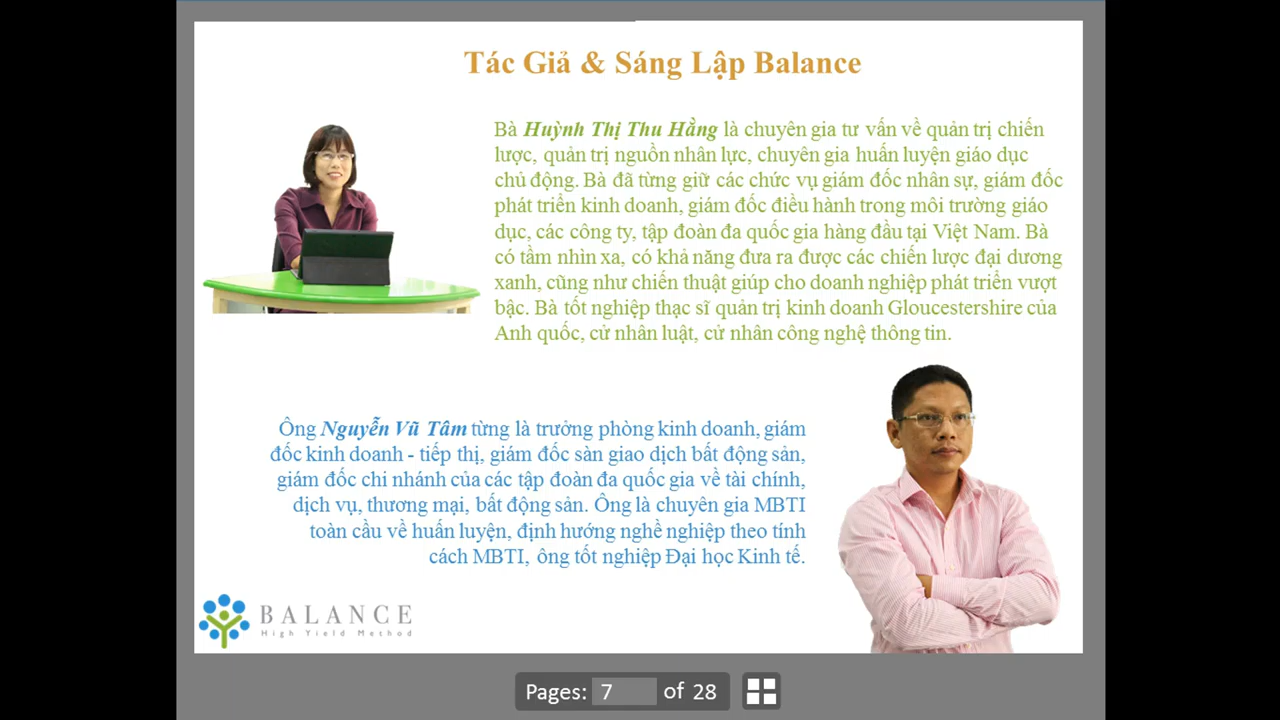 Tác Giả & Sáng Lập Balance
Bà Huỳnh Thị Thu Hằng là chuyên gia tư vấn về quản trị chiến
lược, quản trị nguồn nhân lực, chuyên gia huấn luyện giáo dục
chủ động. Bà đã từng giữ các chức vụ giám đốc nhân sự, giám đốc
phát triển kinh doanh, giám đốc điều hành trong môi trường giáo
dục, các công ty, tập đoàn đa quốc gia hàng đầu tại Việt Nam. Bà
có tầm nhìn xa, có khả năng đưa ra được các chiến lược đại dương
xanh, cũng như chiến thuật giúp cho doanh nghiệp phát triển vượt
bậc. Bà tốt nghiệp thạc sĩ quản trị kinh doanh Gloucestershire của
Anh quốc, cử nhân luật, cử nhân công nghệ thông tin.
Ông Nguyễn Vũ Tâm từng là trưởng phòng kinh doanh, giám
đốc kinh doanh - tiếp thị, giám đốc sàn giao dịch bất động sản,
giám đốc chi nhánh của các tập đoàn đa quốc gia về tài chính,
dịch vụ, thương mại, bất động sản. Ông là chuyên gia MBTI
toàn cầu về huấn luyện, định hướng nghề nghiệp theo tính
cách MBTI, ông tốt nghiệp Đại học Kinh tế.
BALANCE
High Yield Method
Pages: 7 of 28